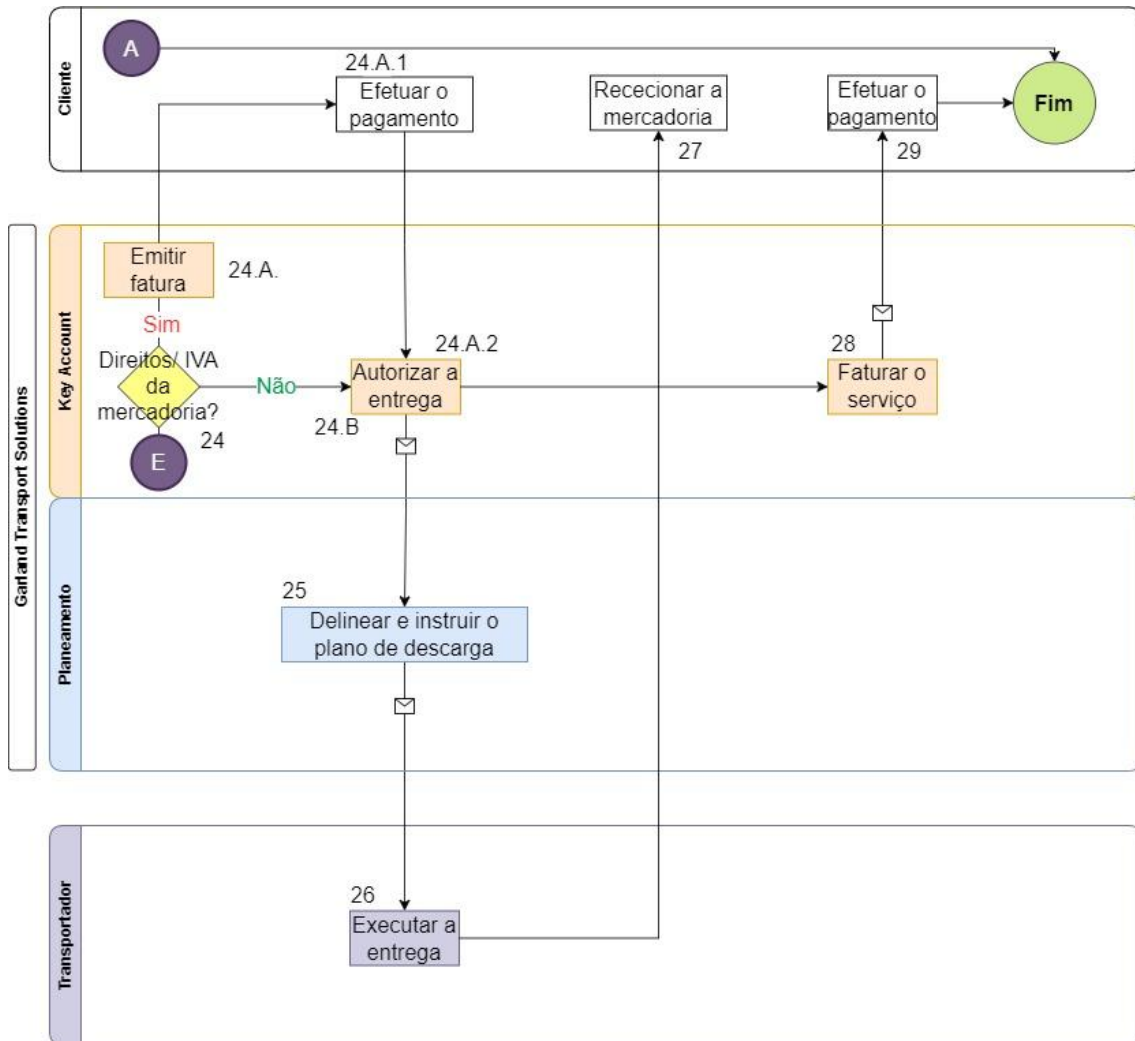 Cliente
A
24.A.1
Efetuar o
pagamento
Rececionar a
mercadoria
27
Efetuar o
pagamento
29
Fim
Garland Transport Solutions
Key Account
Emitir
fatura
24.A.
Sim
Direitos/ IVA
da
mercadoria?
24
E
Não
24.A.2
Autorizar a
entrega
24.B
28
Faturar o
serviço
Planeamento
25
Delinear e instruir o
plano de descarga
Transportador
26
Executar a
entrega